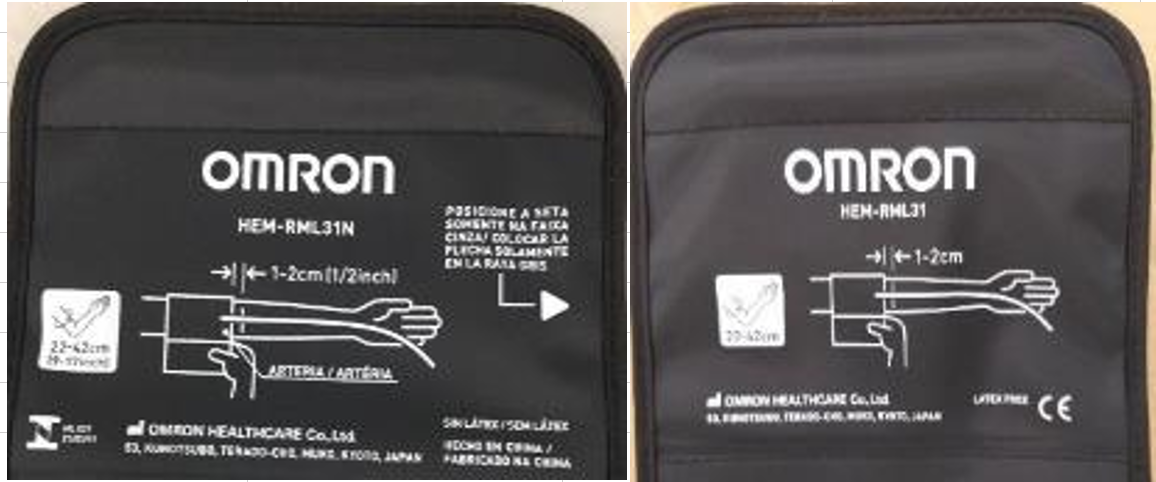 OMRON
HEM-RML31N
POSICIONE A SETA
SOMENTE NA FAIXA
CINZA/ COLOCAR LA
FLECHA SOLAMENTE
EN LA RAYA GRIS
1-2cm (1/2inch)
22-42cm
ARTERIA / ARTÉRIA
OMRON HEALTHCARE Co., Ltd.
53, KUNOTSUBO, TERADO-CHO, MUKO, KYOTO, JAPAN
SIN LÁTEX / SEM LÁTEX
HECHO EN CHINA /
FABRICADO NA CHINA
OMRON
HEM-RML31
1-2cm
22-42cm
OMRON HEALTHCARE Co., Ltd.
53, KUNOTSUBO, TERADO-CHO, MUKO, KYOTO, JAPAN
LATEX FREE
CE